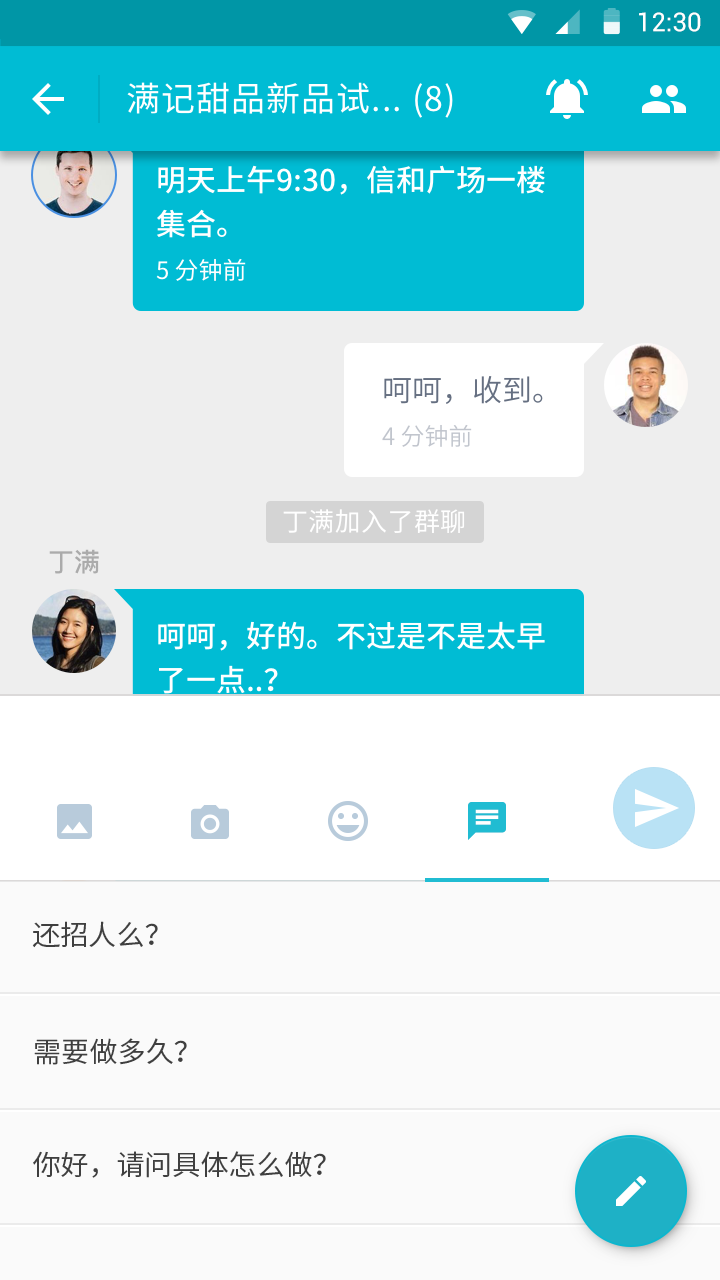 12:30
满记甜品新品试... (8)
明天上午9:30，信和广场一楼
集合。
5 分钟前
呵呵，收到。
4 分钟前
丁满加入了群聊
丁满
呵呵，好的。不过是不是太早
了一点..？
还招人么？
需要做多久？
你好，请问具体怎么做？